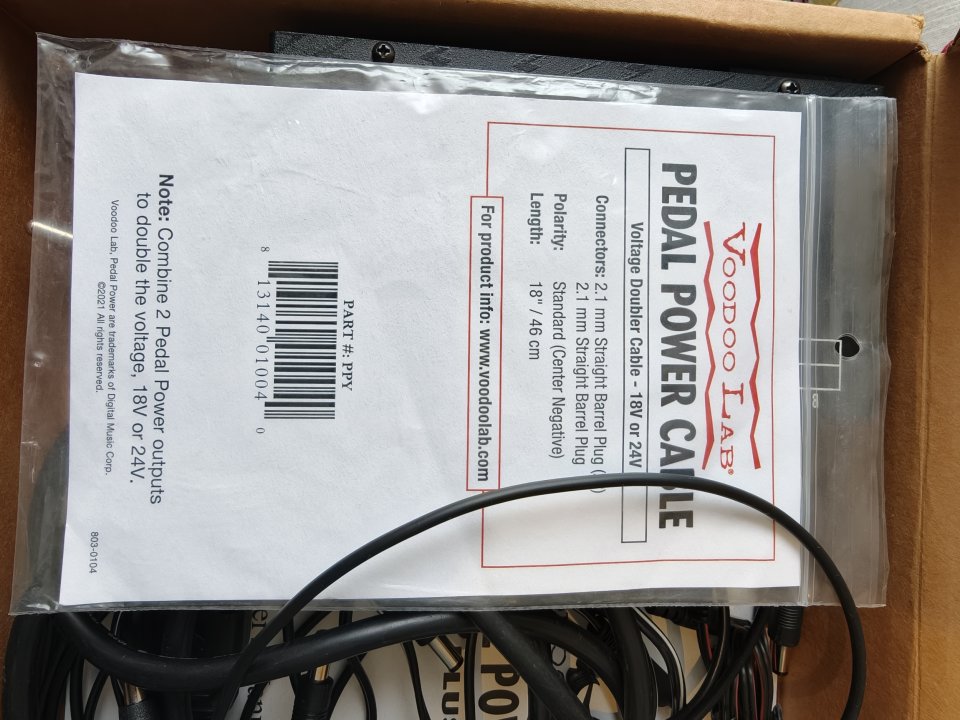 VOODOO LAB®
PEDAL POWER CABLE
Voltage Doubler Cable - 18V or 24V
Connectors: 2.1 mm Straight Barrel Plug
2.1 mm Straight Barrel Plug
Polarity: Standard (Center Negative)
Length: 18" / 46 cm
For product info: www.voodoolab.com
PART #: PPY
8 13140 01004 0
Note: Combine 2 Pedal Power outputs
to double the voltage, 18V or 24V.
Voodoo Lab, Pedal Power are trademarks of Digital Music Corp.
©2021 All rights reserved.
803-0104